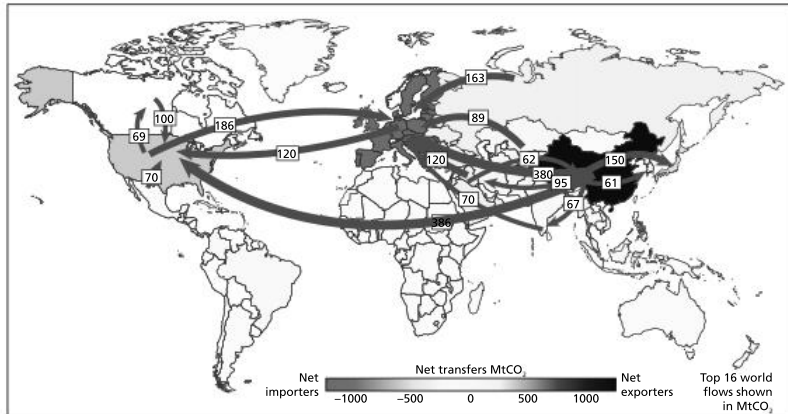 163
100
89
186
69
120
120
62
150
380
70
95
61
70
67
386
Net transfers MtCO2
Net
importers
−1000
−500
0
500
1000
Net
exporters
Top 16 world
flows shown
in MtCO2